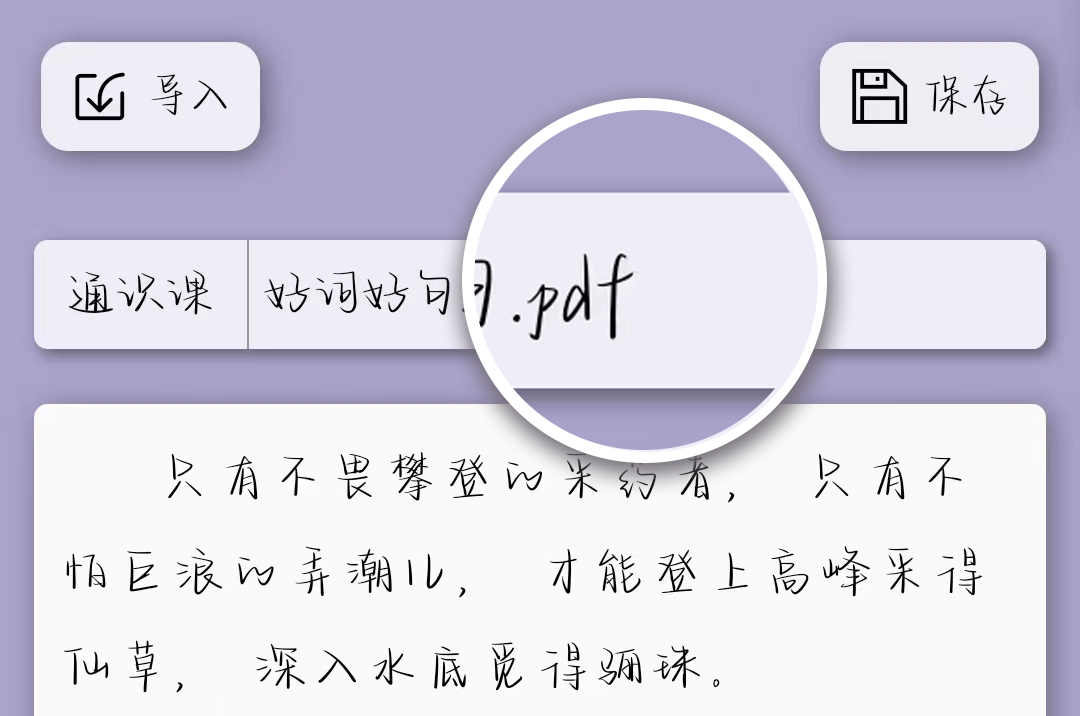 导入
保存
通识课 好词好句.pdf
只有不畏攀登的采药者， 只有不
怕巨浪的弄潮儿， 才能登上高峰采得
仙草， 深入水底觅得骊珠。